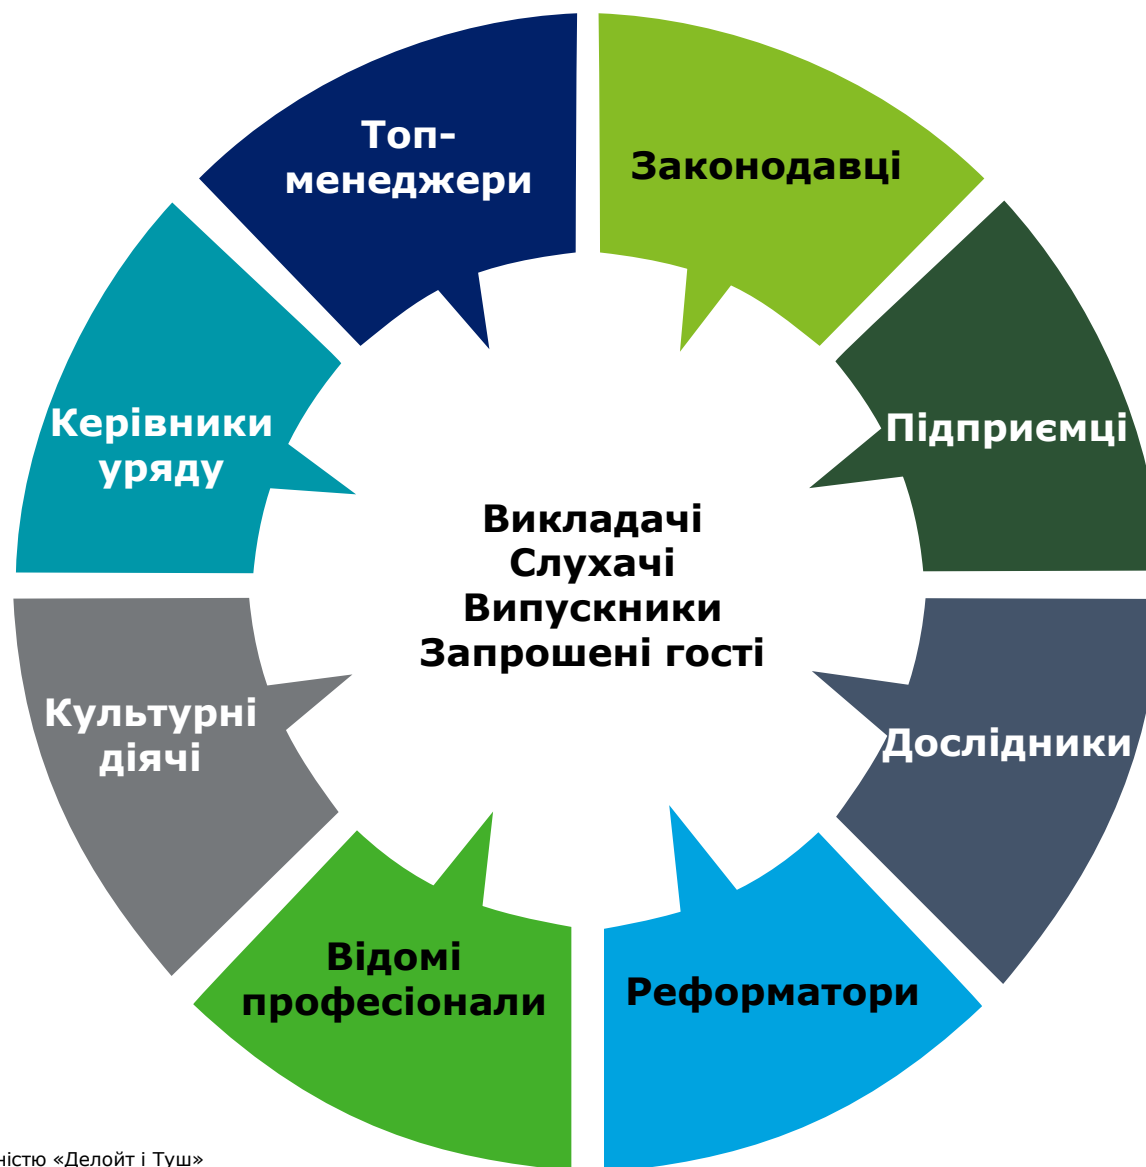 Топ-
менеджери
Законодавці
Керівники
уряду
Підприємці
Викладачі
Слухачі
Випускники
Запрошені гості
Культурні
діячі
Дослідники
Відомі
професіонали
Реформатори
ністю «Делойт і Туш»